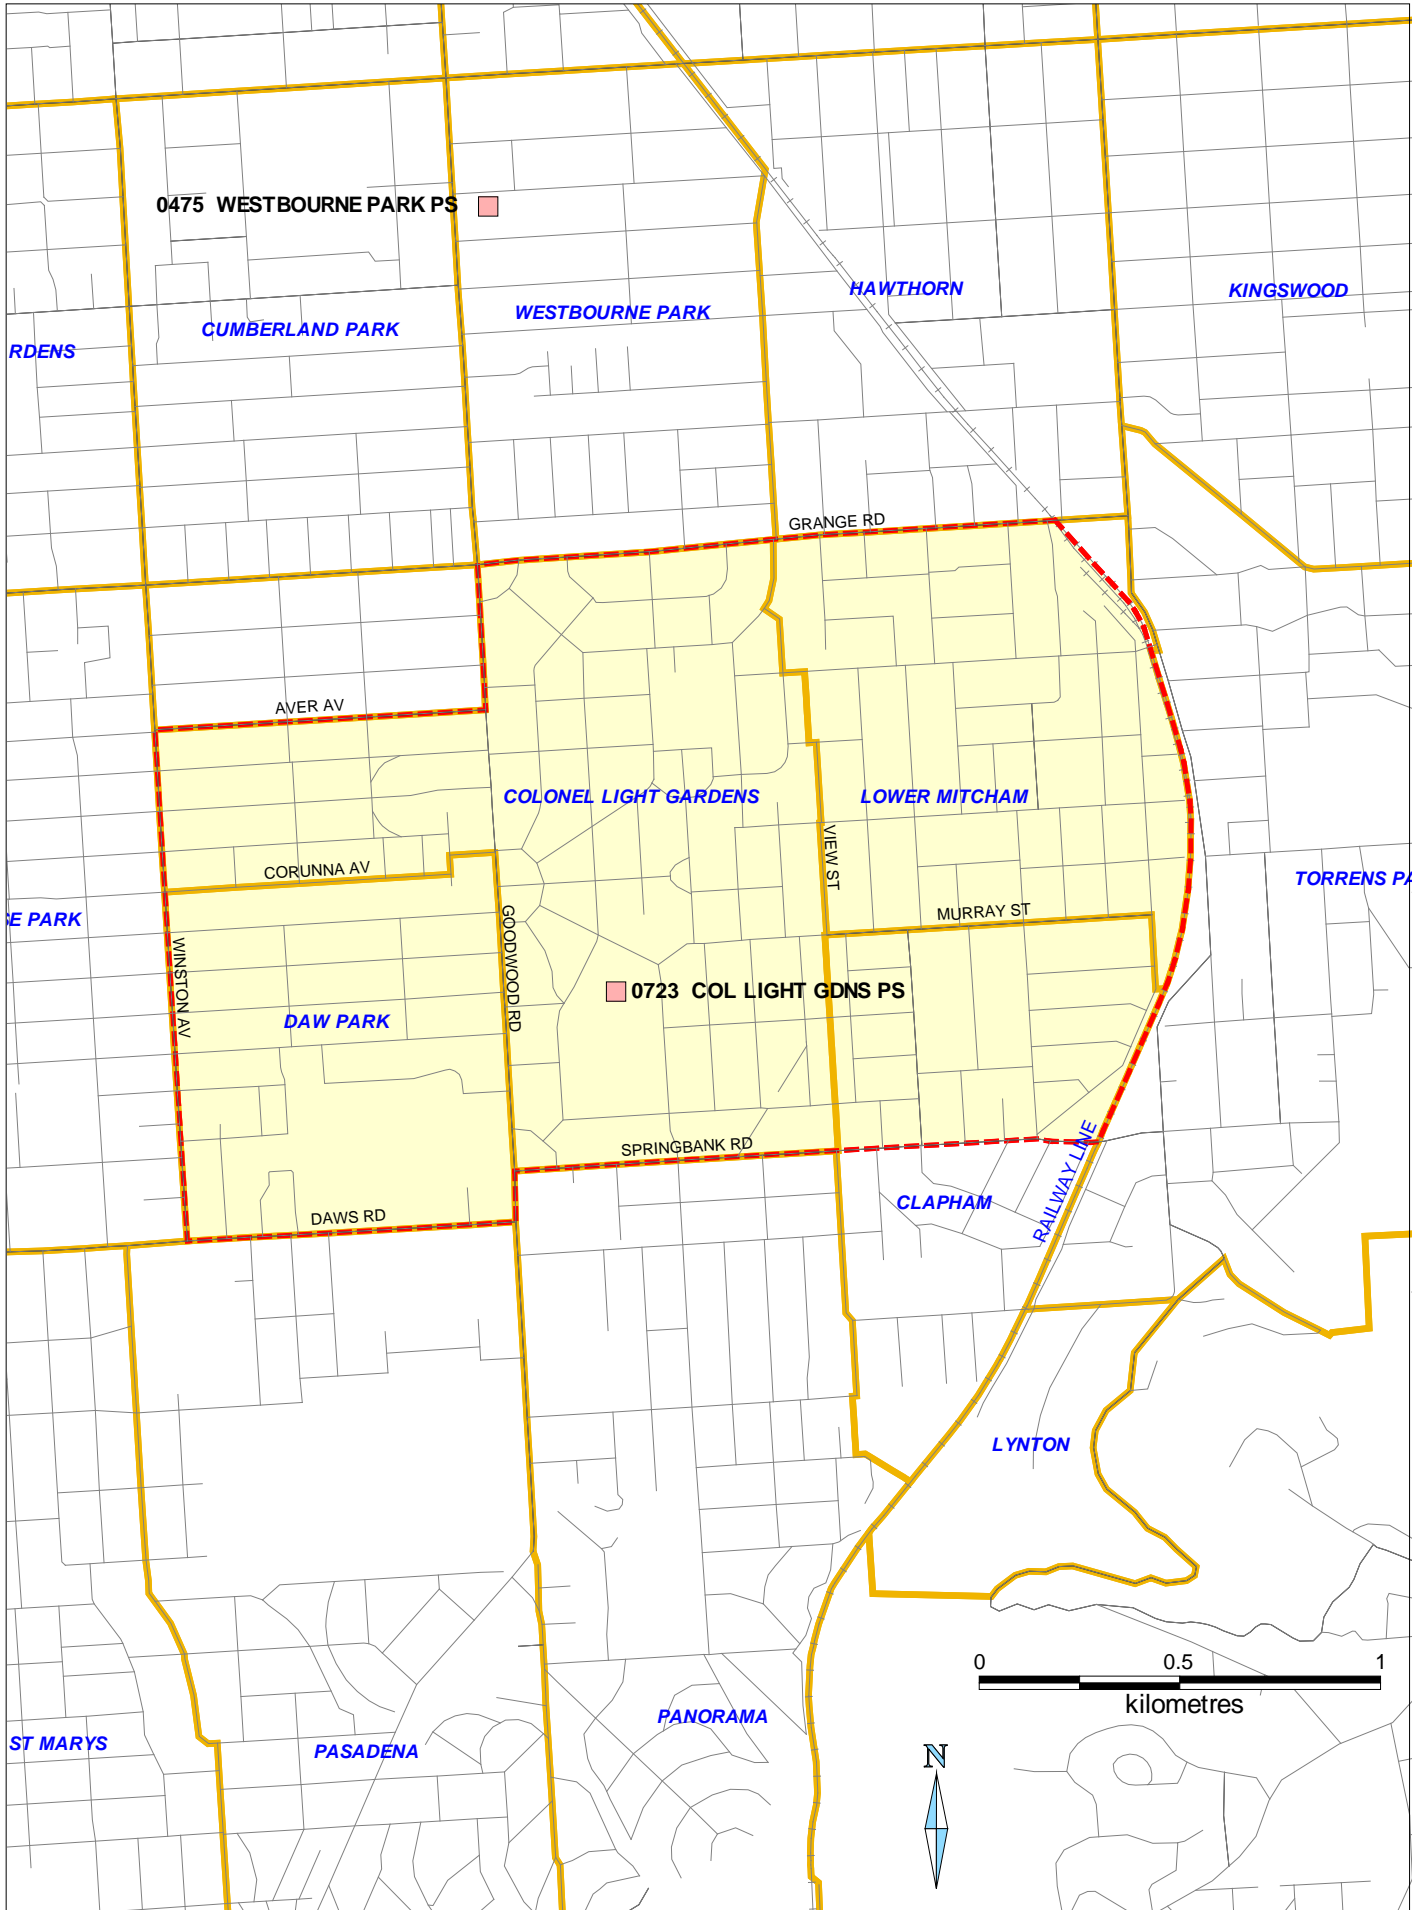 0475 WESTBOURNE PARK PS
HAWTHORN
KINGSWOOD
WESTBOURNE PARK
CUMBERLAND PARK
RDENS
GRANGE RD
AVER AV
COLONEL LIGHT GARDENS
LOWER MITCHAM
VIEW ST
CORUNNA AV
TORRENS PA
E PARK
MURRAY ST
GOODWOOD RD
WINSTON AV
0723 COL LIGHT GDNS PS
DAW PARK
SPRINGBANK RD
RAILWAY LINE
CLAPHAM
DAWS RD
LYNTON
0 0.5 1
kilometres
PANORAMA
ST MARYS
PASADENA
N